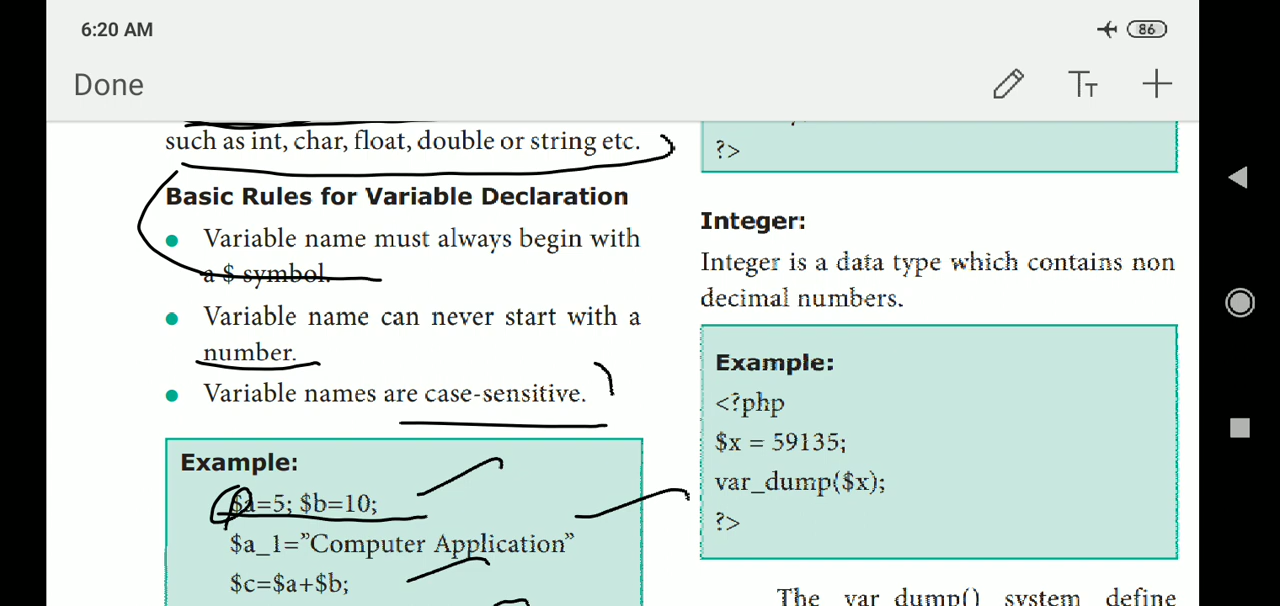 6:20 AM
86
Done
TT
such as int, char, float, double or string etc.
Basic Rules for Variable Declaration
Variable name must always begin with
a $ symbol.
Variable name can never start with a
number.
Variable names are case-sensitive.
Example:
$a=5; $b=10;
$a_1=”Computer Application”
$c=$a+$b;
?>
Integer:
Integer is a data type which contains non
decimal numbers.
Example:
<?php
$x = 59135;
var_dump($x);
?>
The var_dump() system define